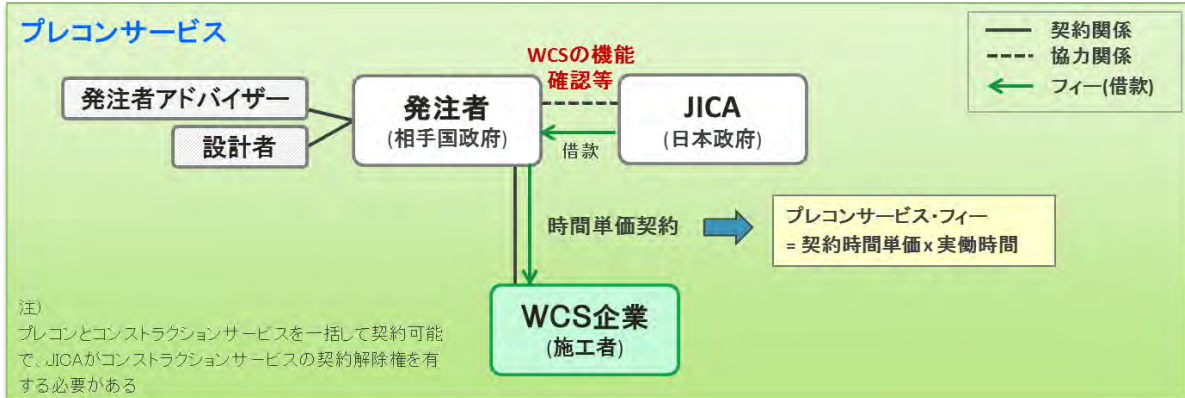 プレコンサービス
契約関係
協力関係
フィー(借款)
WCSの機能
確認等
発注者アドバイザー
設計者
発注者
(相手国政府)
JICA
(日本政府)
借款
時間単価契約
プレコンサービス・フィー
= 契約時間単価 x 実働時間
WCS企業
(施工者)
注)
プレコンとコンストラクションサービスを一括して契約可能
で、JICAがコンストラクションサービスの契約解除権を有
する必要がある